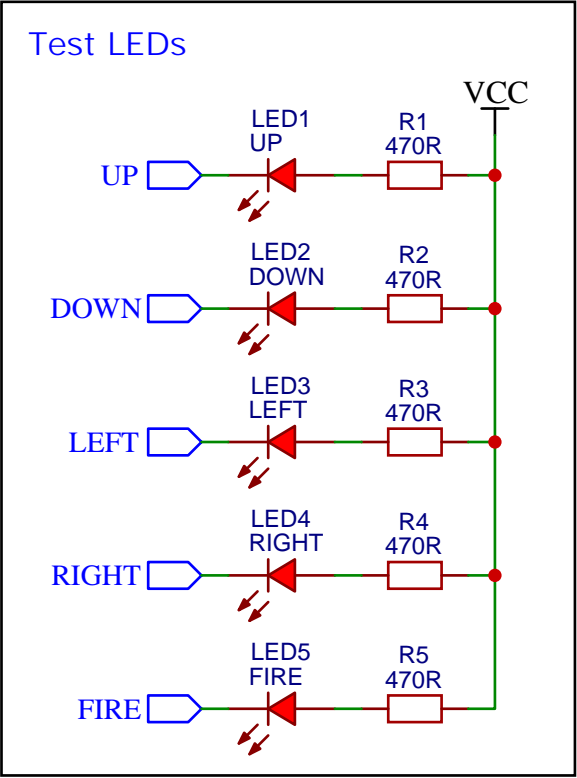 Test LEDs
VCC
LED1
UP
R1
470R
UP
LED2
DOWN
R2
470R
DOWN
LED3
LEFT
R3
470R
LEFT
LED4
RIGHT
R4
470R
RIGHT
LED5
FIRE
R5
470R
FIRE